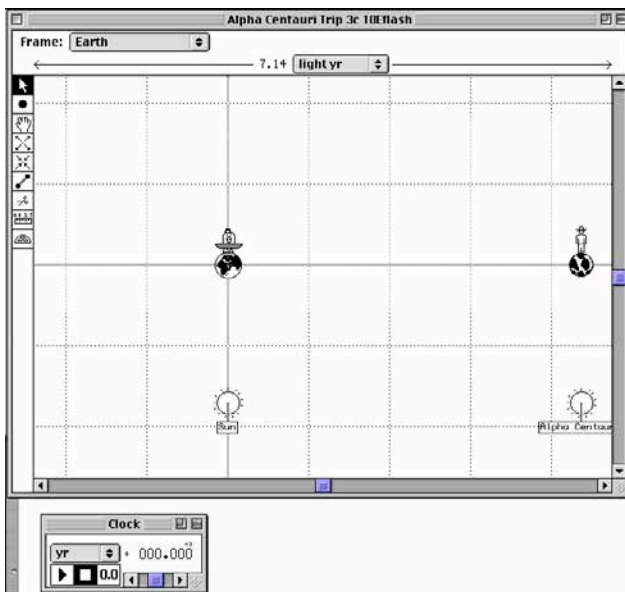 Alpha Centauri Trip 3c 10Eflash
Frame: Earth
7.14 light yr
Sun
Alpha Centaur
Clock
yr + 000.000
0.0